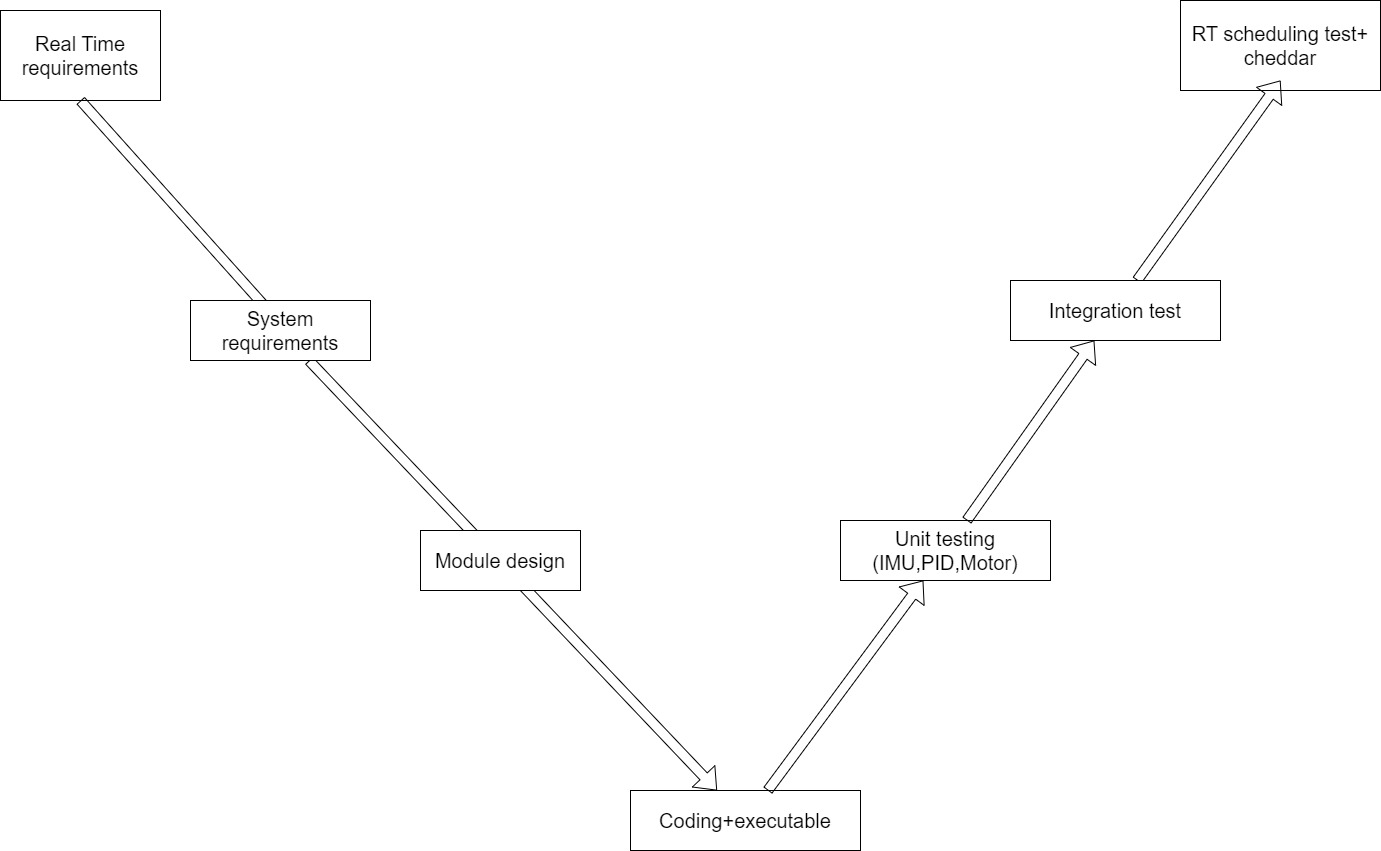 Real Time
requirements
RT scheduling test+
cheddar
System
requirements
Integration test
Module design
Unit testing
(IMU,PID,Motor)
Coding+executable